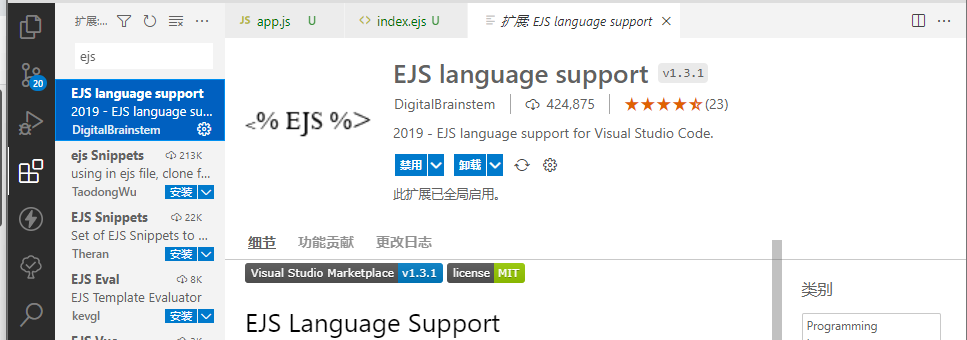 扩展:...
JS app.js U
<> index.ejs U
扩展: EJS language support
ejs
20
EJS language support
2019 - EJS language su...
DigitalBrainstem
ejs Snippets 213K
using in ejs file, clone f...
TaodongWu 安装
EJS Snippets 22K
Set of EJS Snippets to ...
Theran 安装
EJS Eval 8K
EJS Template Evaluator
kevgl 安装
<% EJS %>
EJS language support v1.3.1
DigitalBrainstem 424,875 (23)
2019 - EJS language support for Visual Studio Code.
禁用 卸载
此扩展已全局启用。
细节 功能贡献 更改日志
Visual Studio Marketplace v1.3.1 license MIT
EJS Language Support
类别
Programming